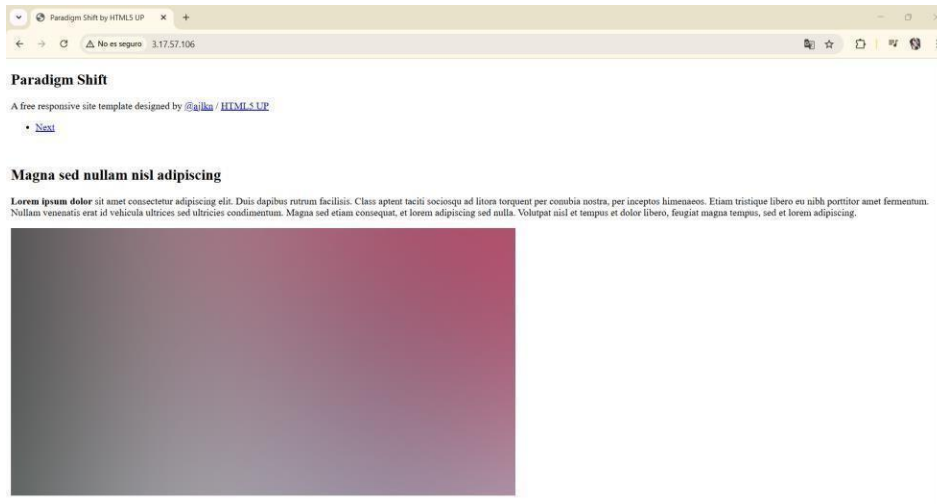 Paradigm Shift by HTML5 UP
No es seguro 3.17.57.106
Paradigm Shift
A free responsive site template designed by @ajlkn / HTML5 UP
Next
Magna sed nullam nisl adipiscing
Lorem ipsum dolor sit amet consectetur adipiscing elit. Duis dapibus rutrum facilisis. Class aptent taciti sociosqu ad litora torquent per conubia nostra, per inceptos himenaeos. Etiam tristique libero eu nibh porttitor amet fermentum.
Nullam venenatis erat id vehicula ultrices sed ultricies condimentum. Magna sed etiam consequat, et lorem adipiscing sed nulla. Volutpat nisl et tempus et dolor libero, feugiat magna tempus, sed et lorem adipiscing.